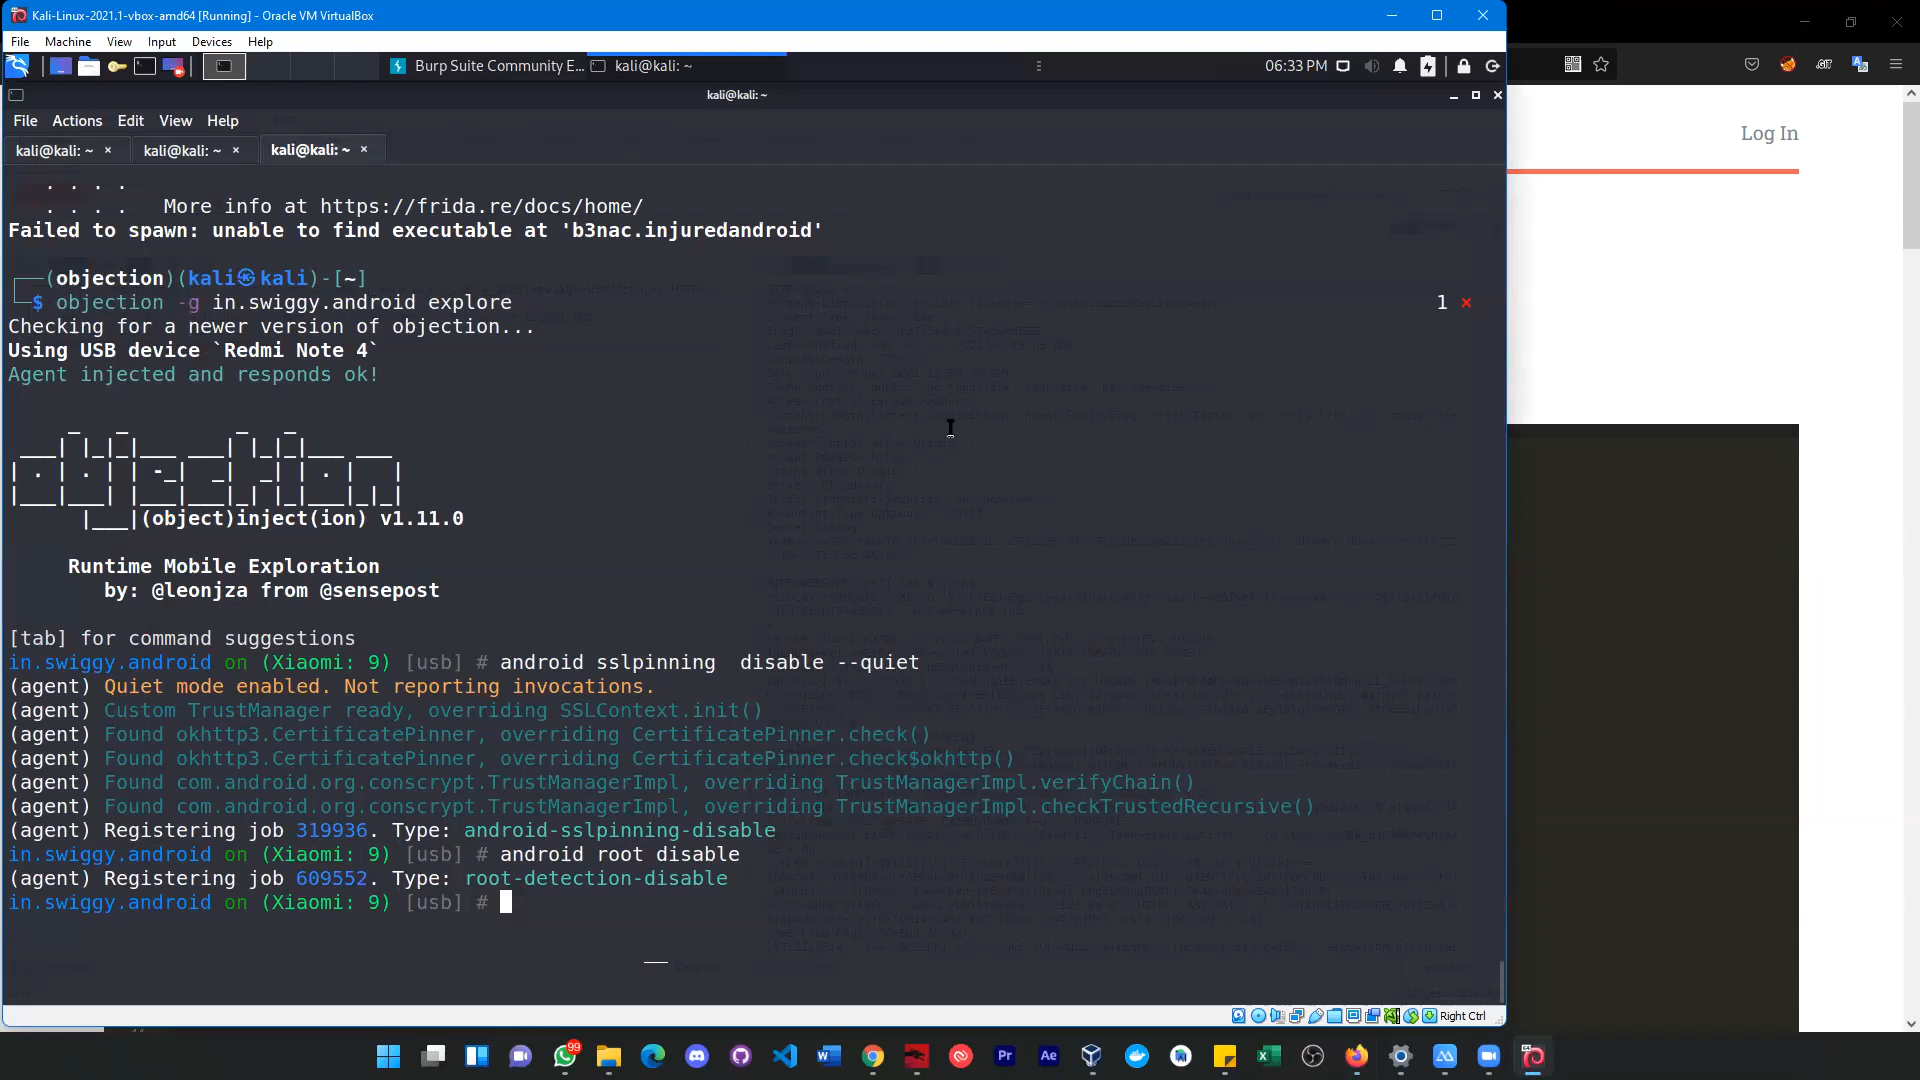 Kali-Linux-2021.1-vbox-amd64 [Running] - Oracle VM VirtualBox
File Machine View Input Devices Help
Burp Suite Community E... kali@kali: ~ 06:33 PM
kali@kali: ~
File Actions Edit View Help
kali@kali: ~ × kali@kali: ~ × kali@kali: ~ ×
Log In
. . . .
. . . . More info at https://frida.re/docs/home/
Failed to spawn: unable to find executable at 'b3nac.injuredandroid'
(objection)(kali㉿kali)-[~]
$ objection -g in.swiggy.android explore 1 ×
Checking for a newer version of objection...
Using USB device `Redmi Note 4`
Agent injected and responds ok!
objection
|___|(object)inject(ion) v1.11.0
Runtime Mobile Exploration
by: @leonjza from @sensepost
[tab] for command suggestions
in.swiggy.android on (Xiaomi: 9) [usb] # android sslpinning  disable --quiet
(agent) Quiet mode enabled. Not reporting invocations.
(agent) Custom TrustManager ready, overriding SSLContext.init()
(agent) Found okhttp3.CertificatePinner, overriding CertificatePinner.check()
(agent) Found okhttp3.CertificatePinner, overriding CertificatePinner.check$okhttp()
(agent) Found com.android.org.conscrypt.TrustManagerImpl, overriding TrustManagerImpl.verifyChain()
(agent) Found com.android.org.conscrypt.TrustManagerImpl, overriding TrustManagerImpl.checkTrustedRecursive()
(agent) Registering job 319936. Type: android-sslpinning-disable
in.swiggy.android on (Xiaomi: 9) [usb] # android root disable
(agent) Registering job 609552. Type: root-detection-disable
in.swiggy.android on (Xiaomi: 9) [usb] #
Right Ctrl
99
Pr Ae